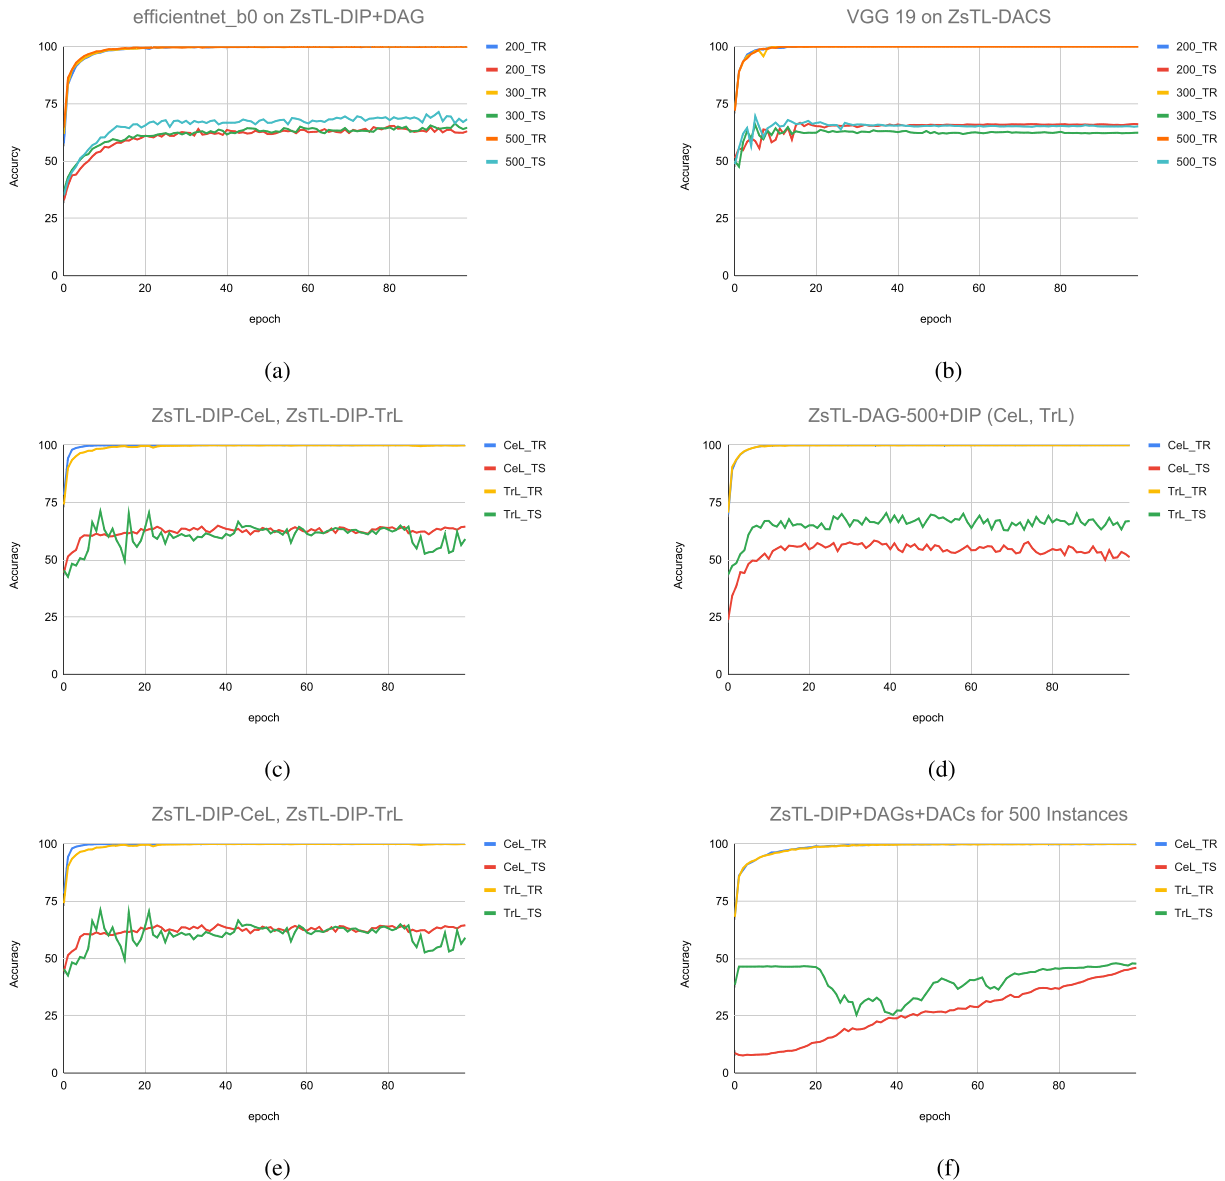 efficientnet_b0 on ZsTL-DIP+DAG
Accurcy
100
75
50
25
0
0 20 40 60 80
epoch
200_TR
200_TS
300_TR
300_TS
500_TR
500_TS
(a)
VGG 19 on ZsTL-DACS
Accuracy
100
75
50
25
0
0 20 40 60 80
epoch
200_TR
200_TS
300_TR
300_TS
500_TR
500_TS
(b)
ZsTL-DIP-CeL, ZsTL-DIP-TrL
Accuracy
100
75
50
25
0
0 20 40 60 80
epoch
CeL_TR
CeL_TS
TrL_TR
TrL_TS
(c)
ZsTL-DAG-500+DIP (CeL, TrL)
Accuracy
100
75
50
25
0
0 20 40 60 80
epoch
CeL_TR
CeL_TS
TrL_TR
TrL_TS
(d)
ZsTL-DIP-CeL, ZsTL-DIP-TrL
Accuracy
100
75
50
25
0
0 20 40 60 80
epoch
CeL_TR
CeL_TS
TrL_TR
TrL_TS
(e)
ZsTL-DIP+DAGs+DACs for 500 Instances
Accuracy
100
75
50
25
0
0 20 40 60 80
epoch
CeL_TR
CeL_TS
TrL_TR
TrL_TS
(f)